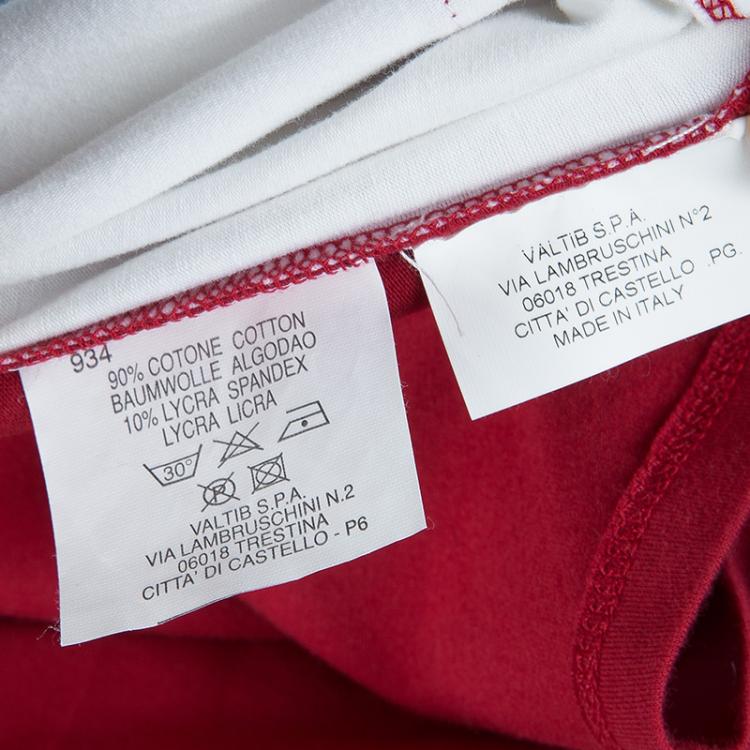 934
90% COTONE COTTON
BAUMWOLLE ALGODAO
10% LYCRA SPANDEX
LYCRA LICRA
30°
P
VALTIB S.P.A.
VIA LAMBRUSCHINI N.2
06018 TRESTINA
CITTA' DI CASTELLO - P6
VALTIB S.P.A.
VIA LAMBRUSCHINI N°2
06018 TRESTINA
CITTA' DI CASTELLO .PG.
MADE IN ITALY